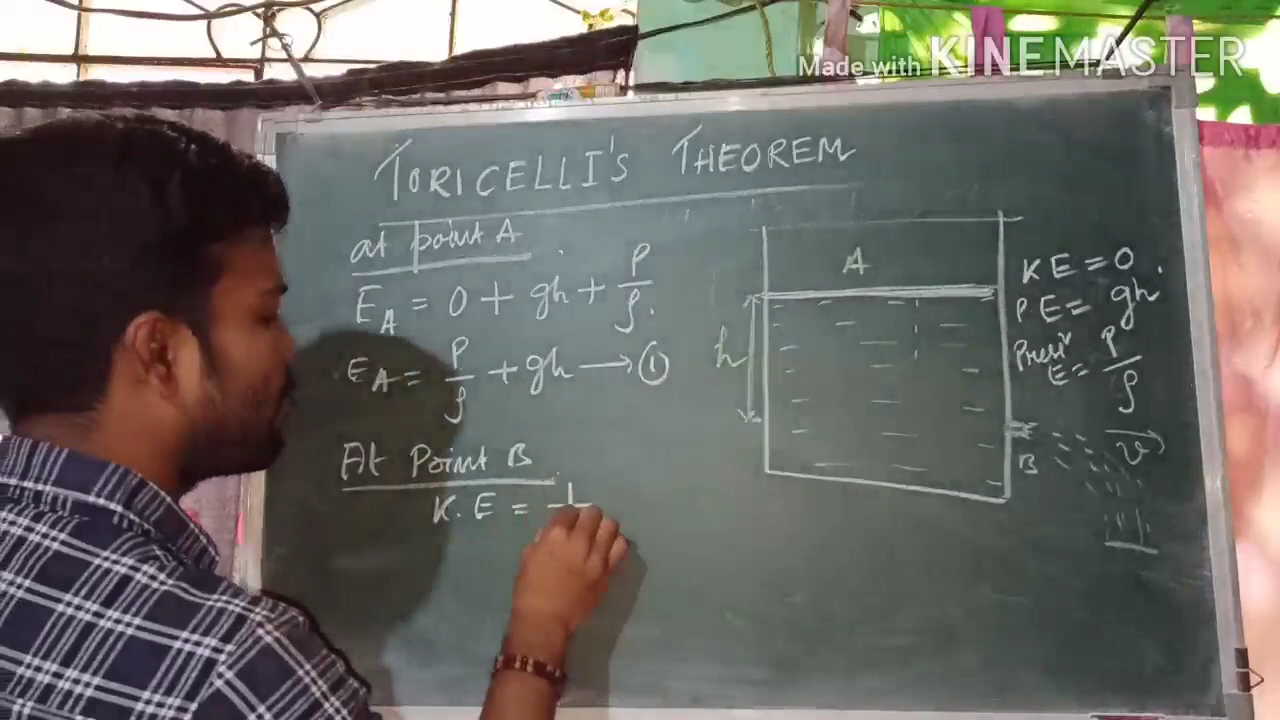 Made with KINEMASTER
TORICELLI'S THEOREM
at point A
E_A = 0 + gh + P/ρ.
E_A = P/ρ + gh → ①
At Point B
K.E = 1
A
h
B
KE = 0
PE = gh
E = P/ρ
v